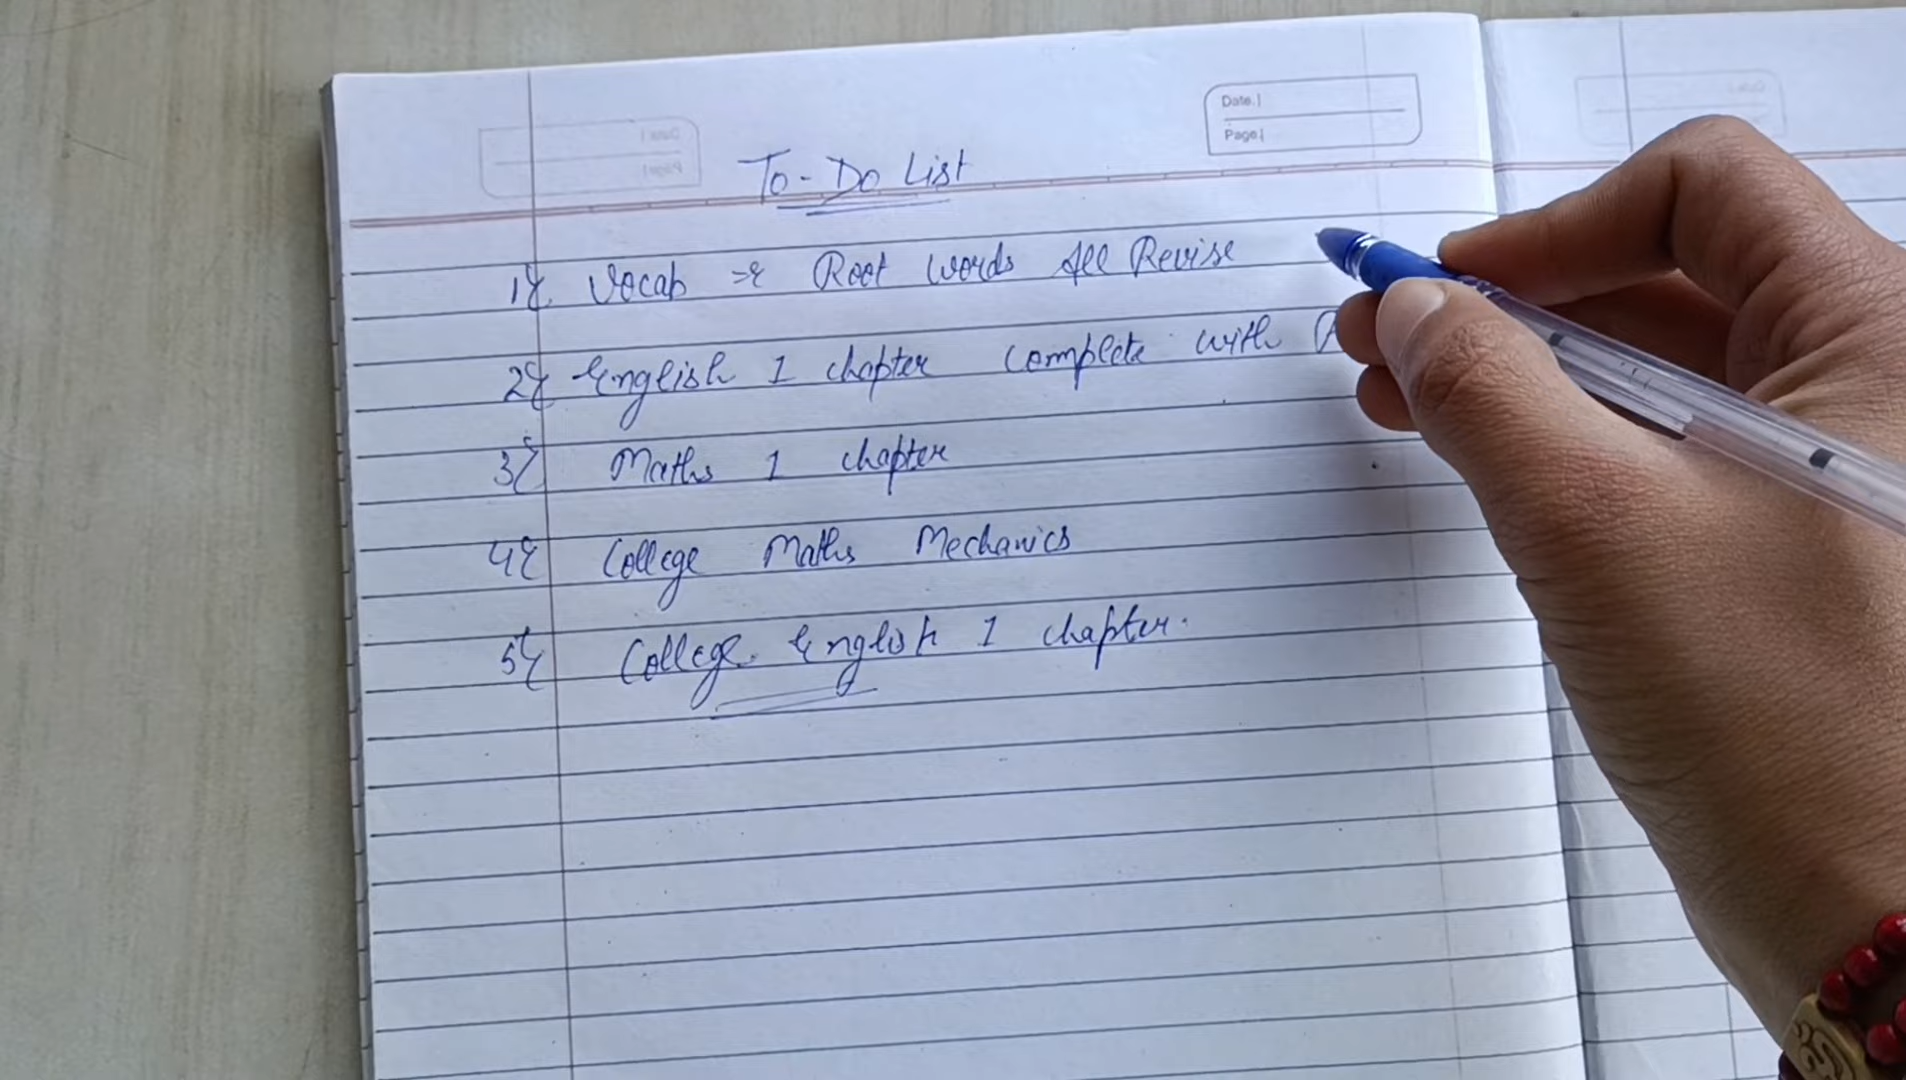 Date.
Page
To-Do List
1} Vocab → Root Words All Revise
2} English 1 chapter complete with
3} Maths 1 chapter
4} College Maths Mechanics
5} College English 1 chapter.